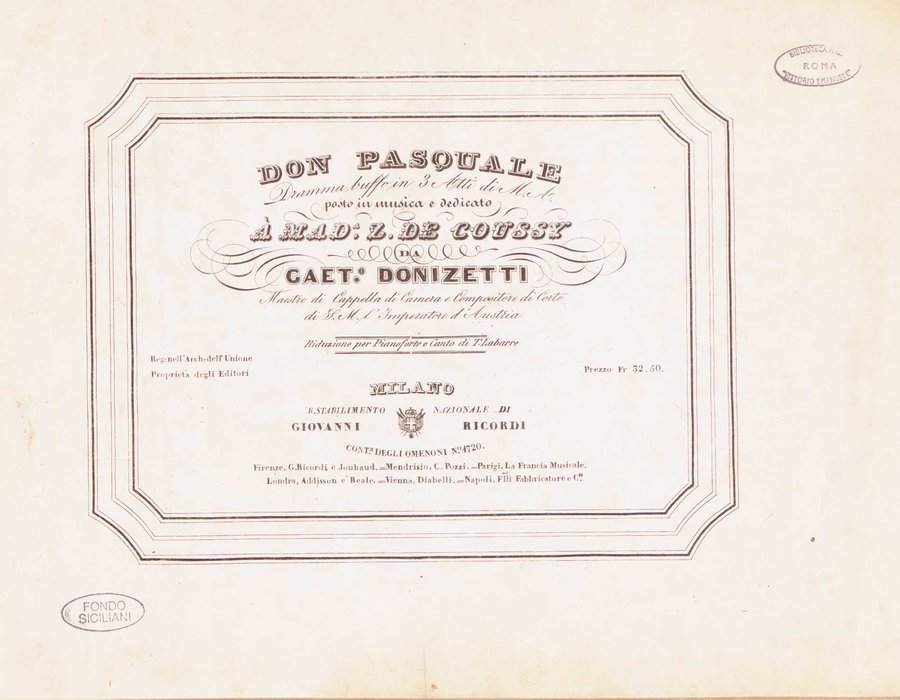 BIBLIOTECA NAZ.
ROMA
"VITTORIO EMANUELE"
DON PASQUALE
Dramma buffo in 3 Atti di M. A.
posto in musica e dedicato
À MAD.ª Z. DE COUSSY
DA
GAET.º DONIZETTI
Maestro di Cappella di Camera e Compositore di Corte
di S. M. l'Imperatore d'Austria
Riduzione per Pianoforte e Canto di T. Labarre
Reg: nell'Arch: dell'Unione
Proprietà degli Editori
Prezzo Fr 32.50.
MILANO
R. STABILIMENTO NAZIONALE DI
GIOVANNI RICORDI
CONT.ª DEGLI OMENONI N.º 1720.
Firenze, G. Ricordi e Jouhaud. = Mendrisio, C. Pozzi. = Parigi, La Francia Musicale.
Londra, Addisson e Beale. = Vienna, Diabelli. = Napoli, Flli Fabbricatore e C.º
FONDO
SICILIANI